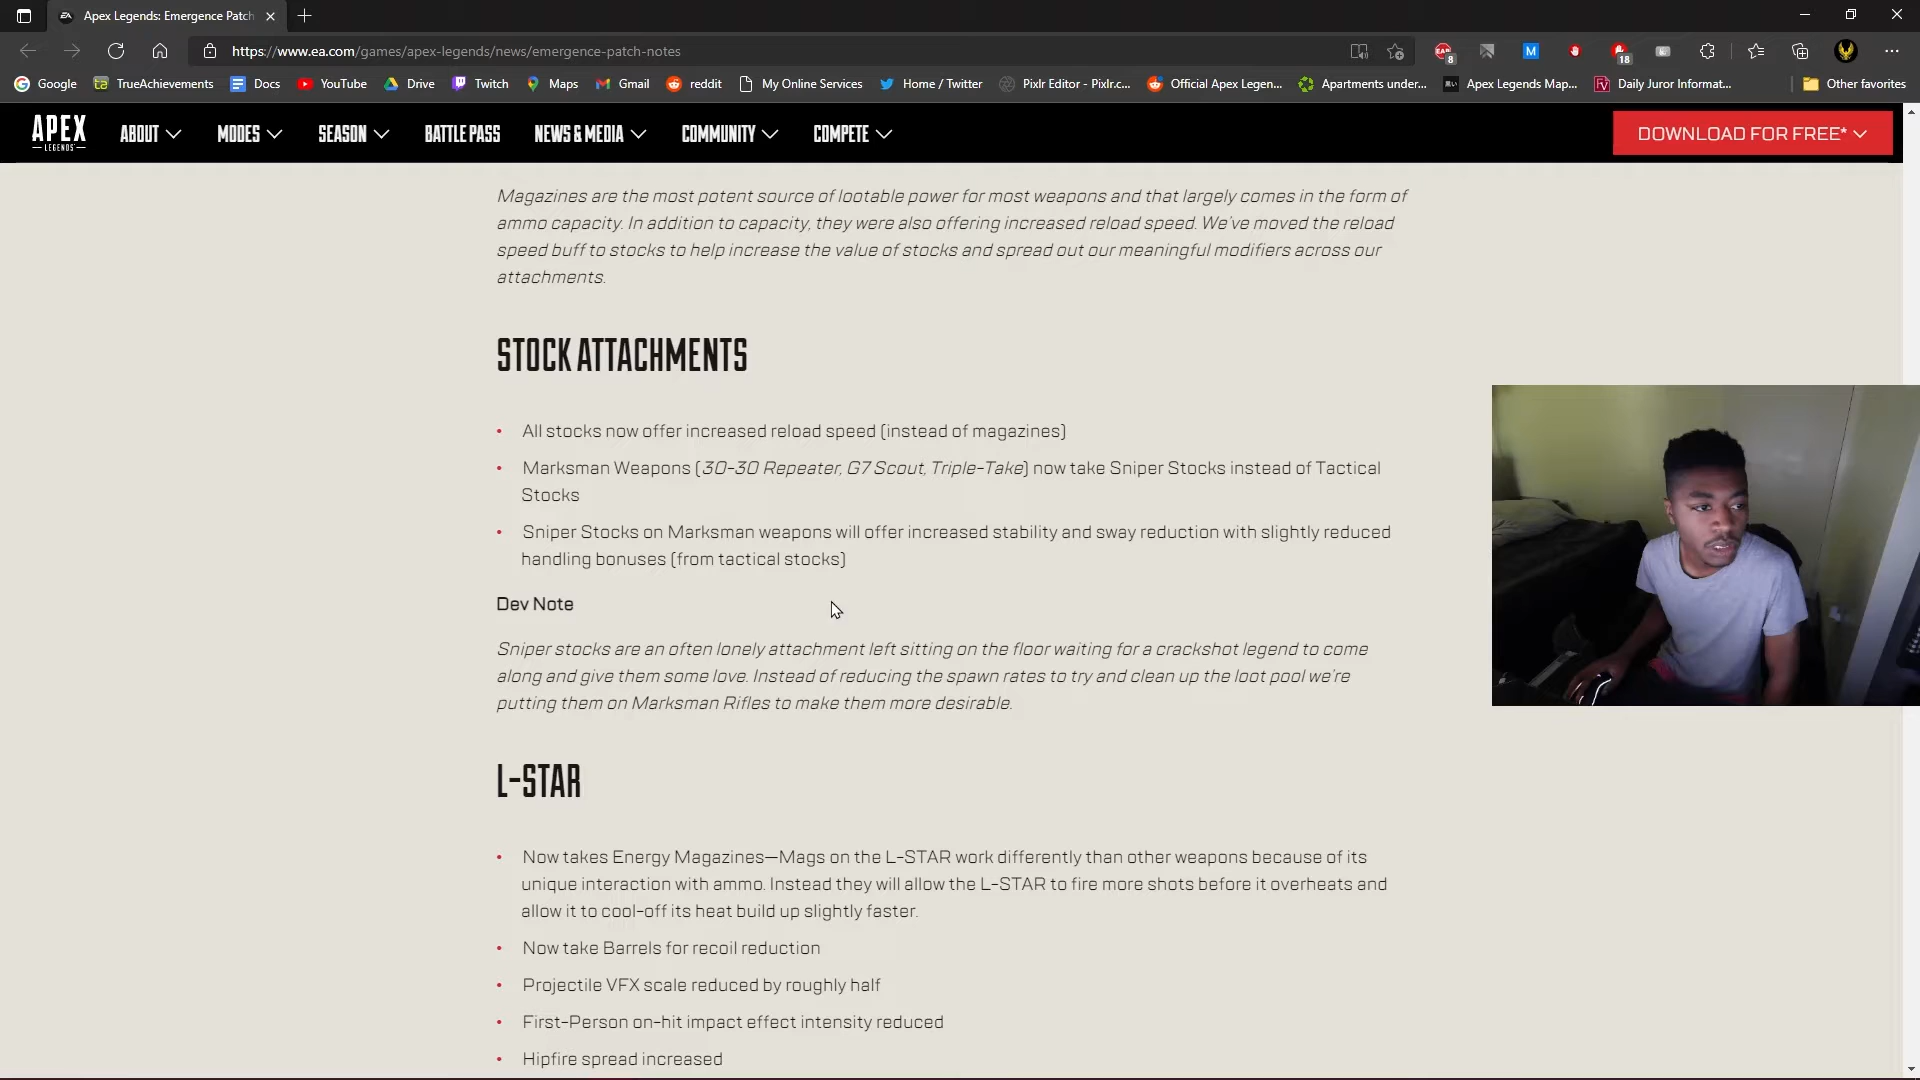 Apex Legends: Emergence Patch
https://www.ea.com/games/apex-legends/news/emergence-patch-notes
8
M
18
Google TrueAchievements Docs YouTube Drive Twitch Maps Gmail reddit My Online Services Home / Twitter Pixlr Editor - Pixlr.c... Official Apex Legen... Apartments under... Apex Legends Map... Daily Juror Informat... Other favorites
APEX
LEGENDS
ABOUT MODES SEASON BATTLE PASS NEWS & MEDIA COMMUNITY COMPETE DOWNLOAD FOR FREE*
Magazines are the most potent source of lootable power for most weapons and that largely comes in the form of
ammo capacity. In addition to capacity, they were also offering increased reload speed. We've moved the reload
speed buff to stocks to help increase the value of stocks and spread out our meaningful modifiers across our
attachments.
STOCK ATTACHMENTS
• All stocks now offer increased reload speed (instead of magazines)
• Marksman Weapons (30-30 Repeater, G7 Scout, Triple-Take) now take Sniper Stocks instead of Tactical
Stocks
• Sniper Stocks on Marksman weapons will offer increased stability and sway reduction with slightly reduced
handling bonuses (from tactical stocks)
Dev Note
Sniper stocks are an often lonely attachment left sitting on the floor waiting for a crackshot legend to come
along and give them some love. Instead of reducing the spawn rates to try and clean up the loot pool we're
putting them on Marksman Rifles to make them more desirable.
L-STAR
• Now takes Energy Magazines—Mags on the L-STAR work differently than other weapons because of its
unique interaction with ammo. Instead they will allow the L-STAR to fire more shots before it overheats and
allow it to cool-off its heat build up slightly faster.
• Now take Barrels for recoil reduction
• Projectile VFX scale reduced by roughly half
• First-Person on-hit impact effect intensity reduced
• Hipfire spread increased